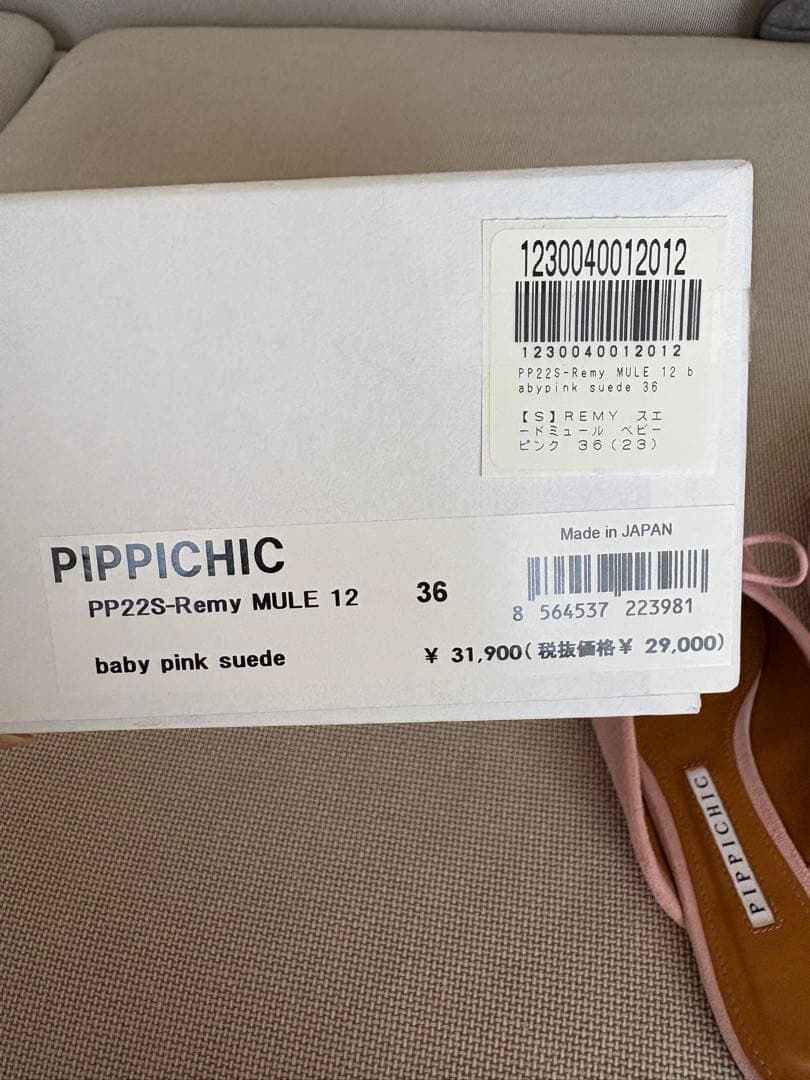 1230040012012
1230040012012
PP22S-Remy MULE 12 b
abypink suede 36
【S】REMY スエ
ードミュール ベビー
ピンク 36(23)
PIPPICHIC
Made in JAPAN
PP22S-Remy MULE 12 36
8 564537 223981
baby pink suede
¥ 31,900(税抜価格¥ 29,000)
PIPPICHIC